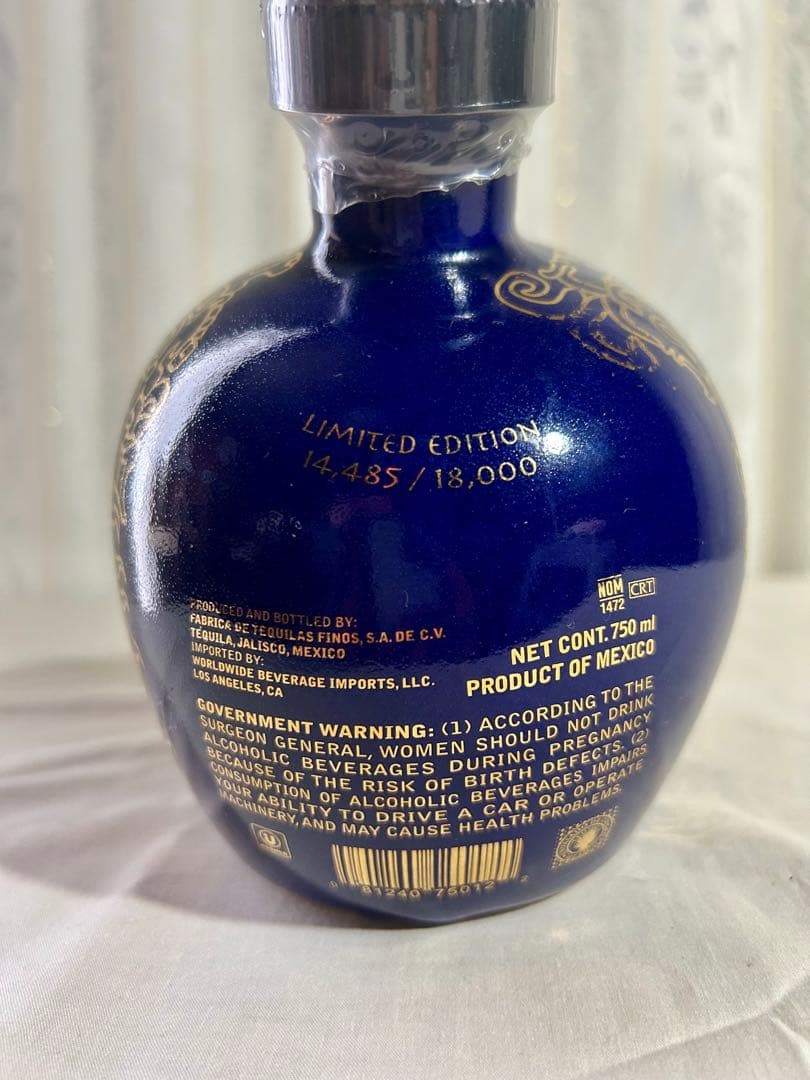 LIMITED EDITION
14,485 / 18,000
PRODUCED AND BOTTLED BY:
FABRICA DE TEQUILAS FINOS, S.A. DE C.V.
TEQUILA, JALISCO, MEXICO
IMPORTED BY:
WORLDWIDE BEVERAGE IMPORTS, LLC.
LOS ANGELES, CA
NOM CRT
1472
NET CONT. 750 ml
PRODUCT OF MEXICO
GOVERNMENT WARNING: (1) ACCORDING TO THE
SURGEON GENERAL, WOMEN SHOULD NOT DRINK
ALCOHOLIC BEVERAGES DURING PREGNANCY
BECAUSE OF THE RISK OF BIRTH DEFECTS. (2)
CONSUMPTION OF ALCOHOLIC BEVERAGES IMPAIRS
YOUR ABILITY TO DRIVE A CAR OR OPERATE
MACHINERY, AND MAY CAUSE HEALTH PROBLEMS.
0 81240 75012 2